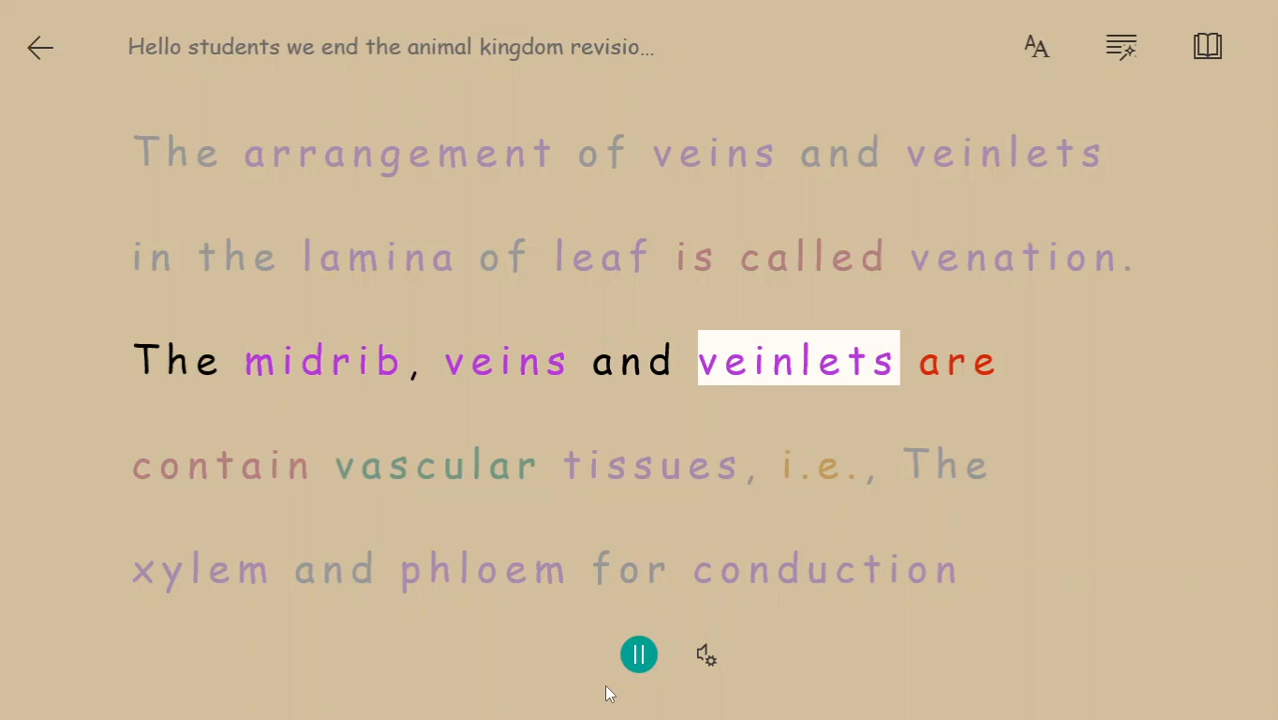 Hello students we end the animal kingdom revisio...
The arrangement of veins and veinlets
in the lamina of leaf is called venation.
The midrib, veins and veinlets are
contain vascular tissues, i.e., The
xylem and phloem for conduction